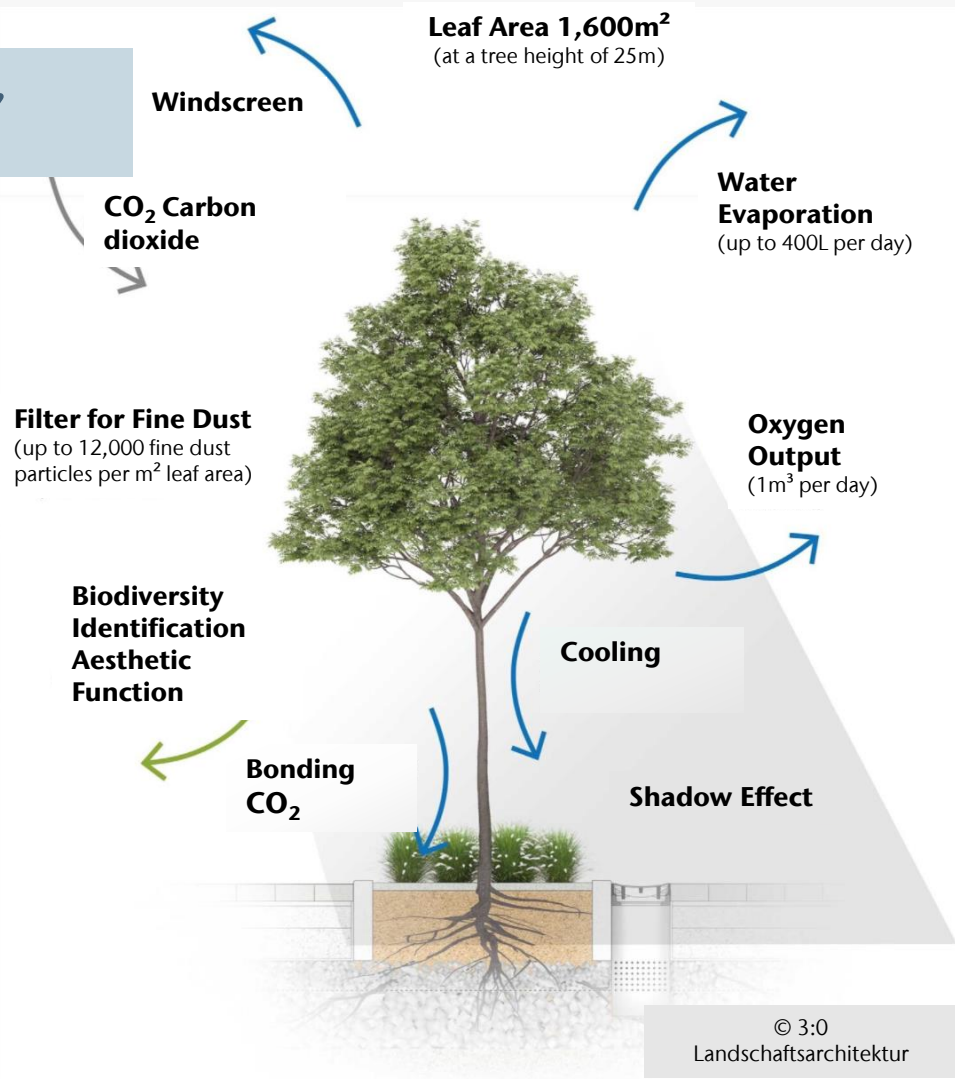 Leaf Area 1,600m²
(at a tree height of 25m)
Windscreen
Water
Evaporation
(up to 400L per day)
CO₂ Carbon
dioxide
Filter for Fine Dust
(up to 12,000 fine dust
particles per m² leaf area)
Oxygen
Output
(1m³ per day)
Biodiversity
Identification
Aesthetic
Function
Cooling
Bonding
CO₂
Shadow Effect
© 3:0
Landschaftsarchitektur